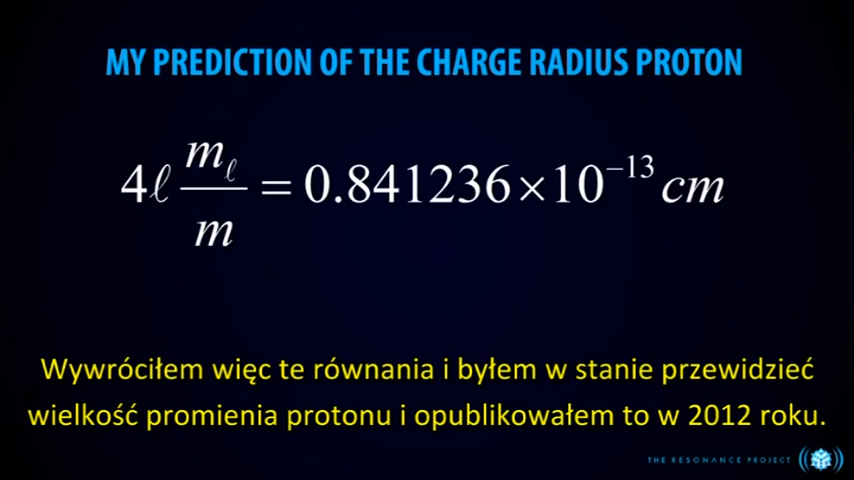 MY PREDICTION OF THE CHARGE RADIUS PROTON
4ℓ mℓ/m = 0.841236×10⁻¹³ cm
Wywróciłem więc te równania i byłem w stanie przewidzieć
wielkość promienia protonu i opublikowałem to w 2012 roku.
THE RESONANCE PROJECT